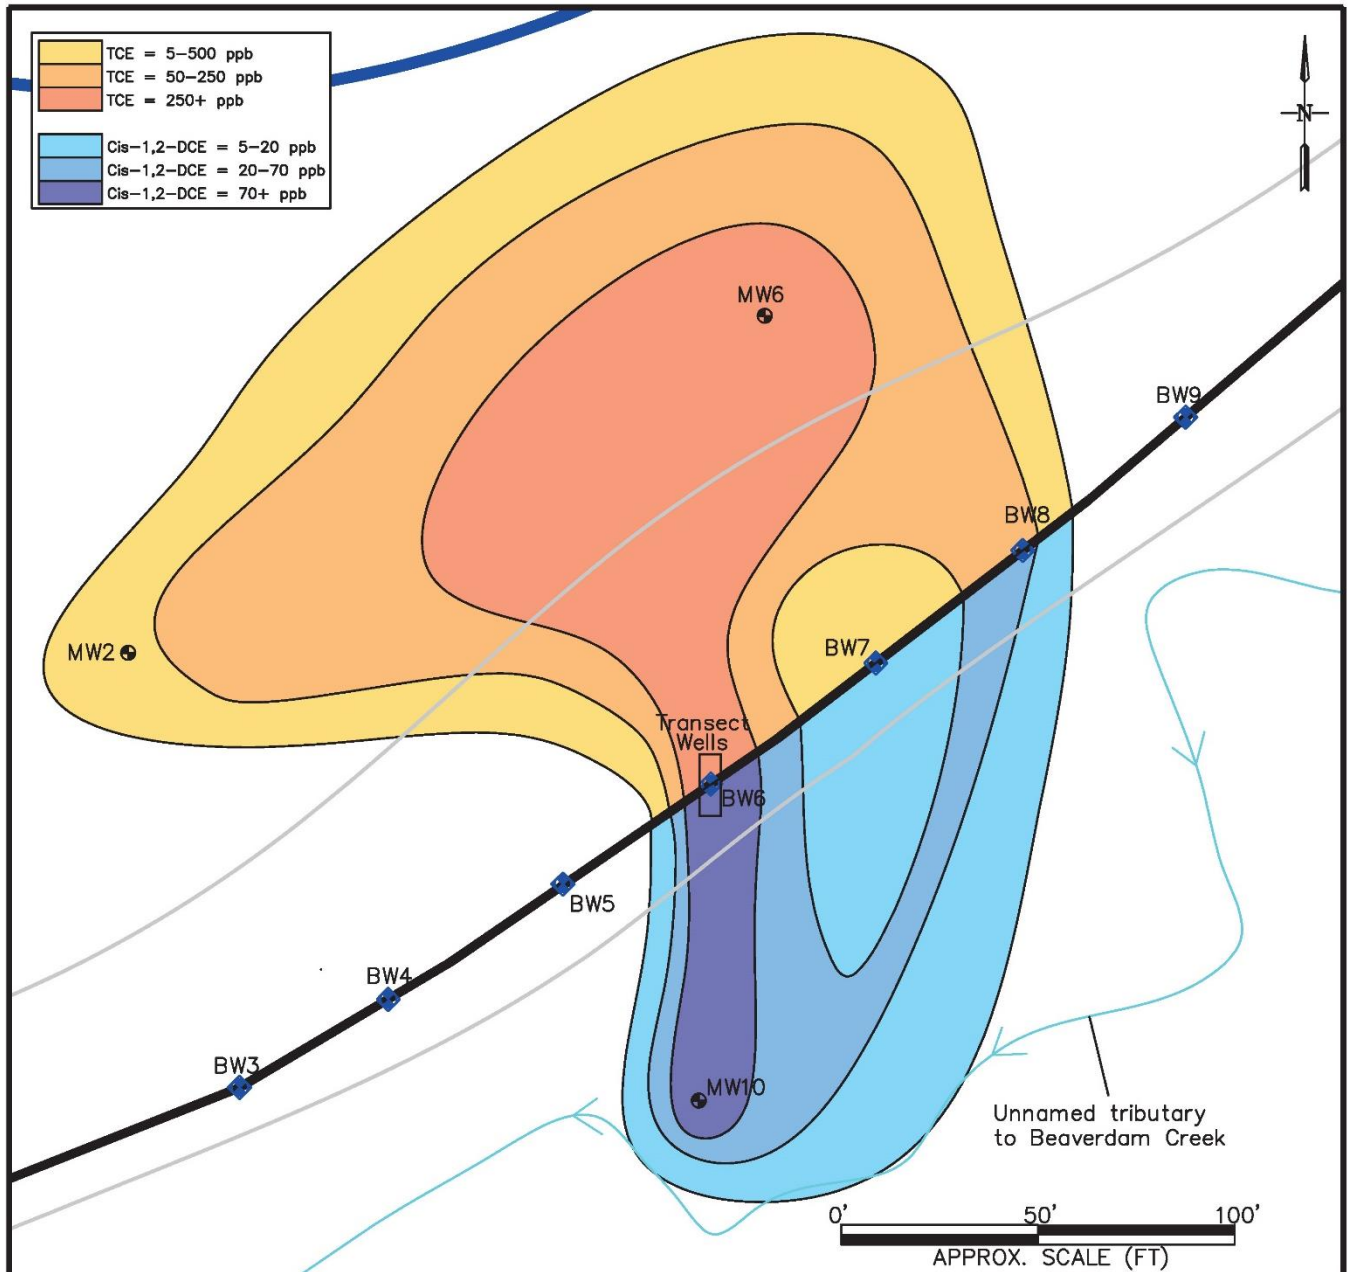 TCE = 5-500 ppb
TCE = 50-250 ppb
TCE = 250+ ppb
Cis-1,2-DCE = 5-20 ppb
Cis-1,2-DCE = 20-70 ppb
Cis-1,2-DCE = 70+ ppb
N
MW6
BW9
BW8
MW2
BW7
Transect
Wells
BW6
BW5
BW4
BW3
MW10
Unnamed tributary
to Beaverdam Creek
0' 50' 100'
APPROX. SCALE (FT)